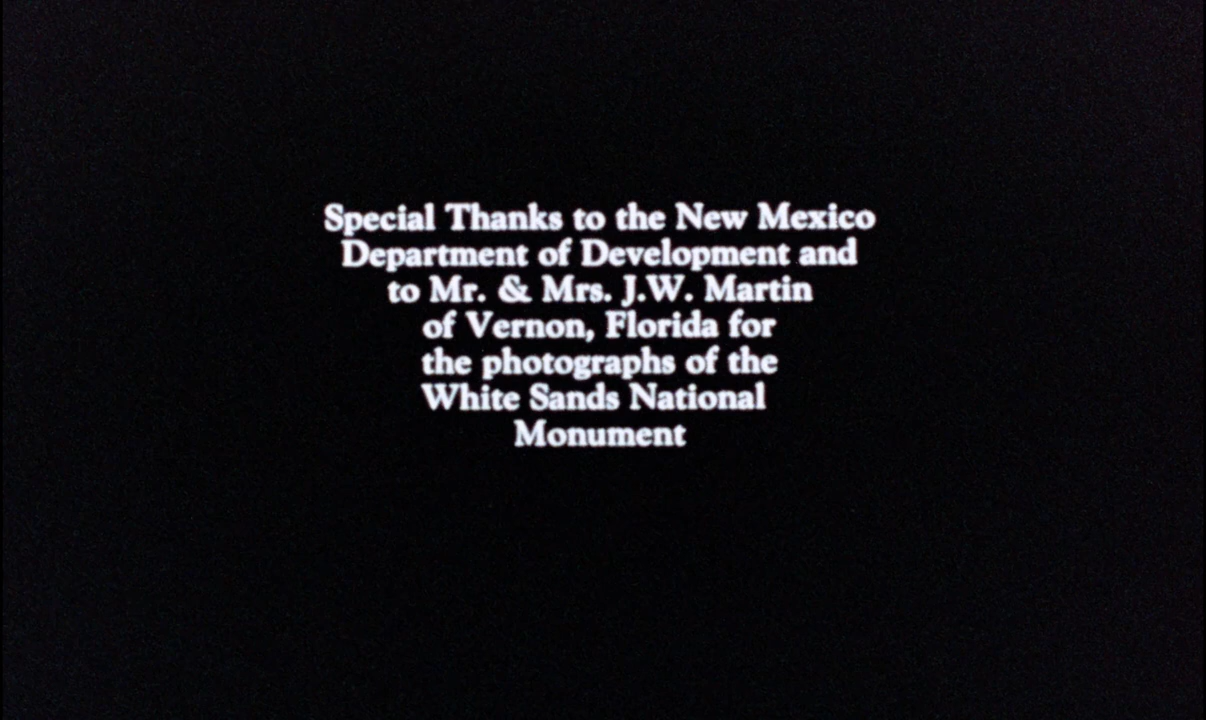 Special Thanks to the New Mexico
Department of Development and
to Mr. & Mrs. J.W. Martin
of Vernon, Florida for
the photographs of the
White Sands National
Monument